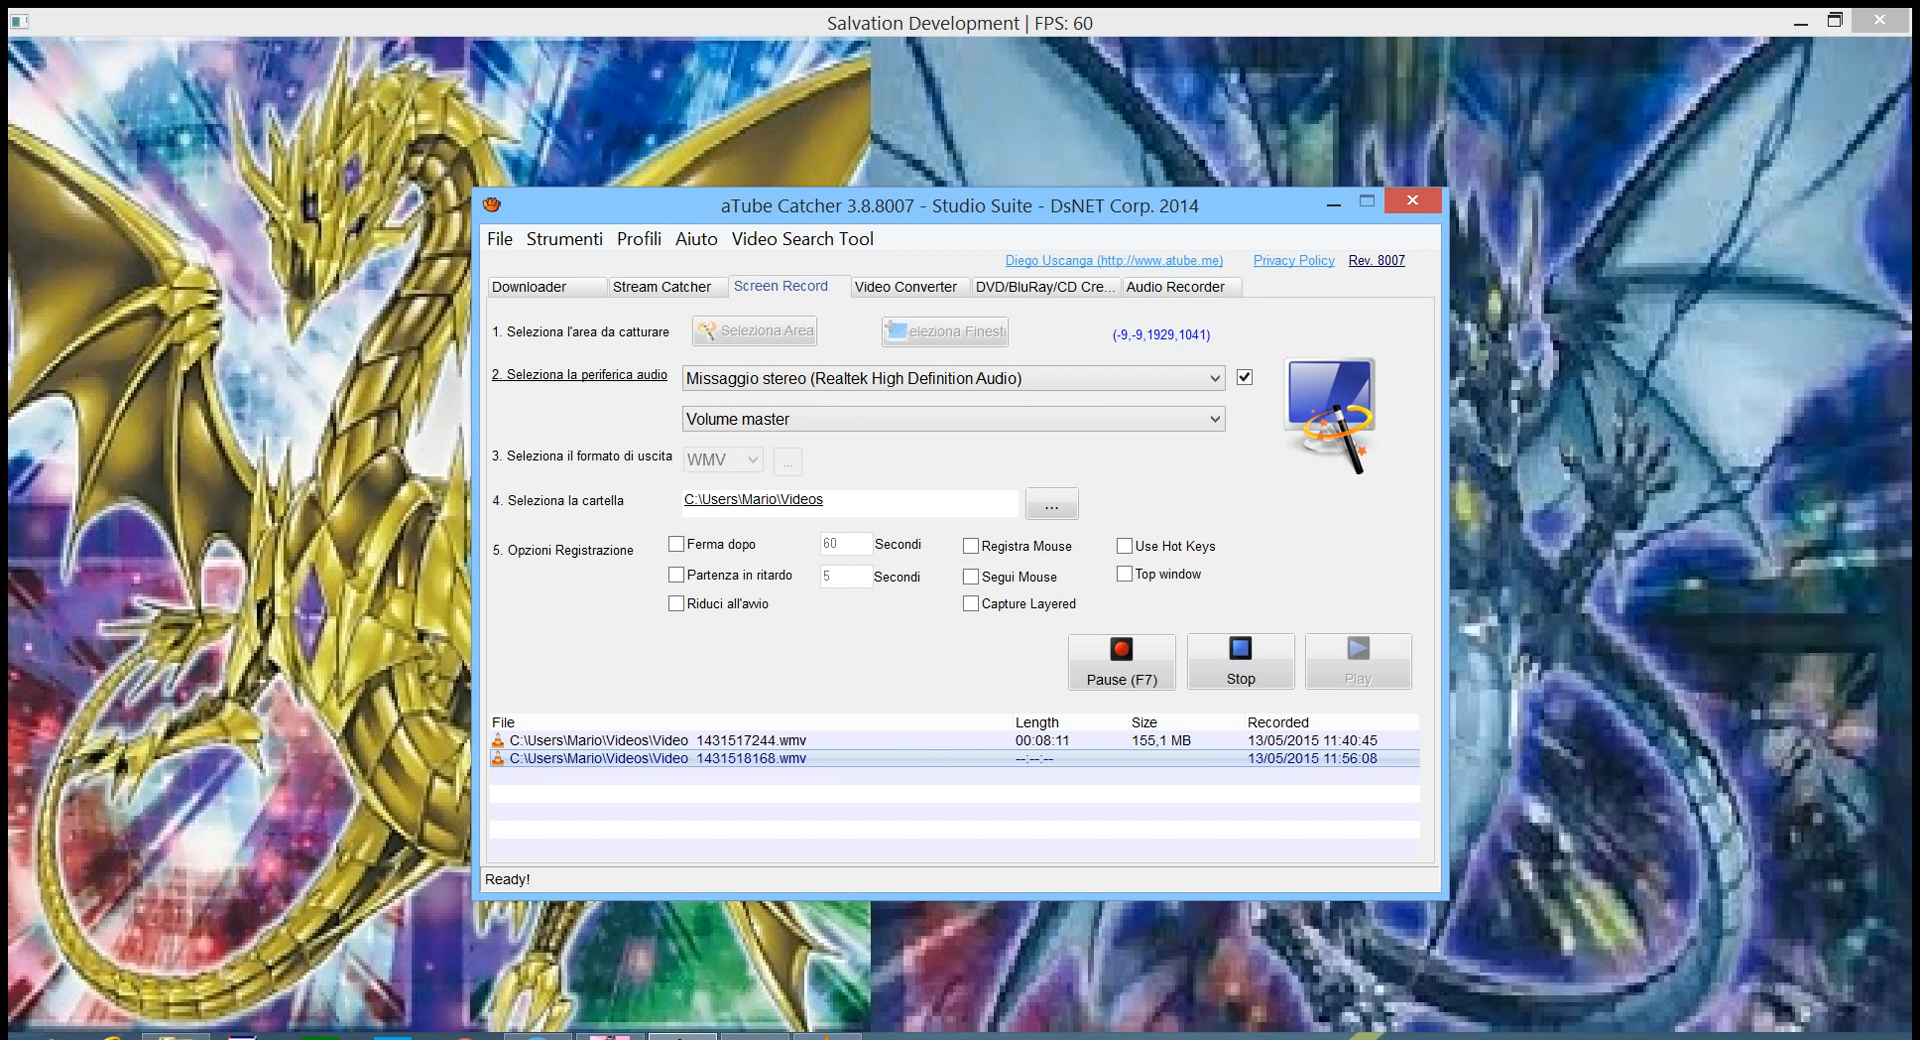 Salvation Development | FPS: 60
aTube Catcher 3.8.8007 - Studio Suite - DsNET Corp. 2014
File Strumenti Profili Aiuto Video Search Tool
Diego Uscanga (http://www.atube.me) Privacy Policy Rev. 8007
Downloader Stream Catcher Screen Record Video Converter DVD/BluRay/CD Cre... Audio Recorder
1. Seleziona l'area da catturare Seleziona Area eleziona Finest (-9,-9,1929,1041)
2. Seleziona la periferica audio Missaggio stereo (Realtek High Definition Audio)
Volume master
3. Seleziona il formato di uscita WMV ...
4. Seleziona la cartella C:\Users\Mario\Videos ...
5. Opzioni Registrazione Ferma dopo 60 Secondi Registra Mouse Use Hot Keys
Partenza in ritardo 5 Secondi Segui Mouse Top window
Riduci all'avvio Capture Layered
Pause (F7) Stop Play
File Length Size Recorded
C:\Users\Mario\Videos\Video_1431517244.wmv 00:08:11 155,1 MB 13/05/2015 11:40:45
C:\Users\Mario\Videos\Video_1431518168.wmv --:--:-- 13/05/2015 11:56:08
Ready!